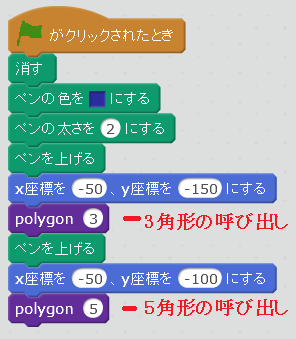 がクリックされたとき
消す
ペンの色を にする
ペンの太さを 2 にする
ペンを上げる
x座標を -50 、y座標を -150 にする
polygon 3 ー３角形の呼び出し
ペンを上げる
x座標を -50 、y座標を -100 にする
polygon 5 ー５角形の呼び出し